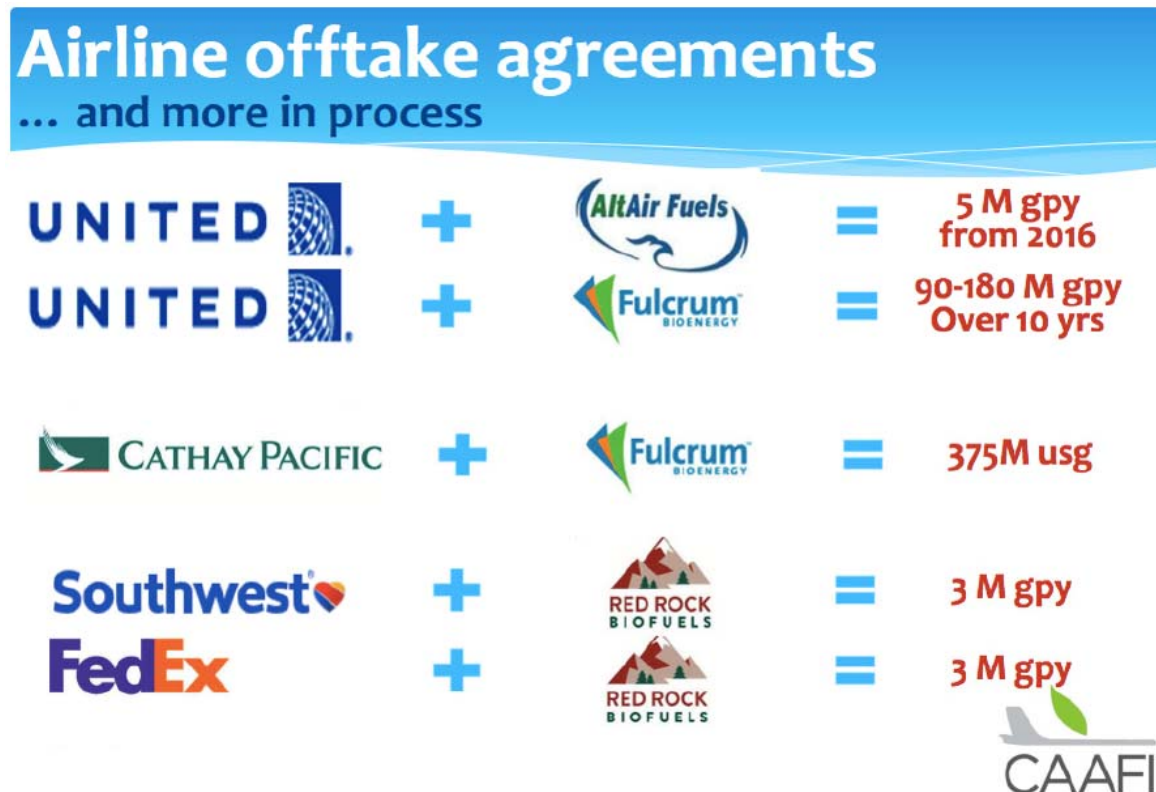 Airline offtake agreements
... and more in process
UNITED ® + AltAir Fuels = 5 M gpy
from 2016
UNITED ® + Fulcrum™ BIOENERGY = 90-180 M gpy
Over 10 yrs
CATHAY PACIFIC + Fulcrum™ BIOENERGY = 375M usg
Southwest® + RED ROCK BIOFUELS = 3 M gpy
FedEx + RED ROCK BIOFUELS = 3 M gpy
CAAFI